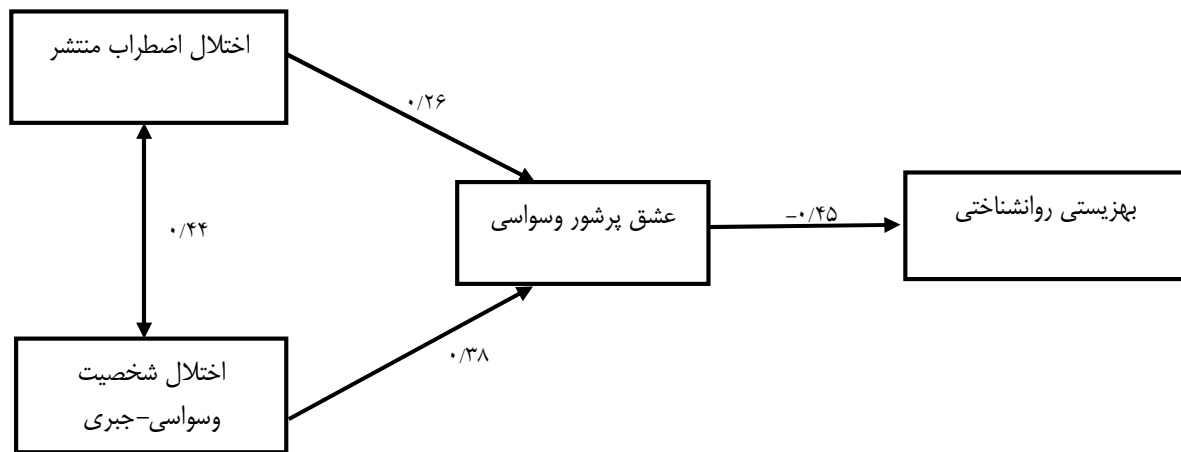 اختلال اضطراب منتشر
۰/۲۶
عشق پرشور وسواسی
−۰/۴۵
بهزیستی روانشناختی
۰/۴۴
۰/۳۸
اختلال شخصیت
وسواسی-جبری